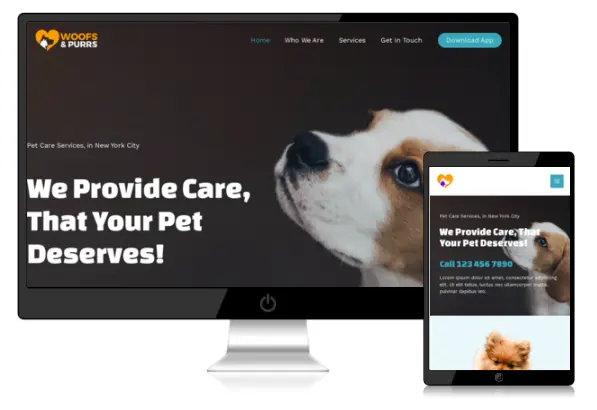 WOOFS
& PURRS
Home Who We Are Services Get In Touch Download App
Pet Care Services, in New York City
We Provide Care,
That Your Pet
Deserves!
Pet Care Services, In New York City
We Provide Care, That
Your Pet Deserves!
Call 123 456 7890
Lorem ipsum dolor sit amet, consectetur adipiscing
elit. Ut elit tellus, luctus nec ullamcorper mattis,
pulvinar dapibus leo.